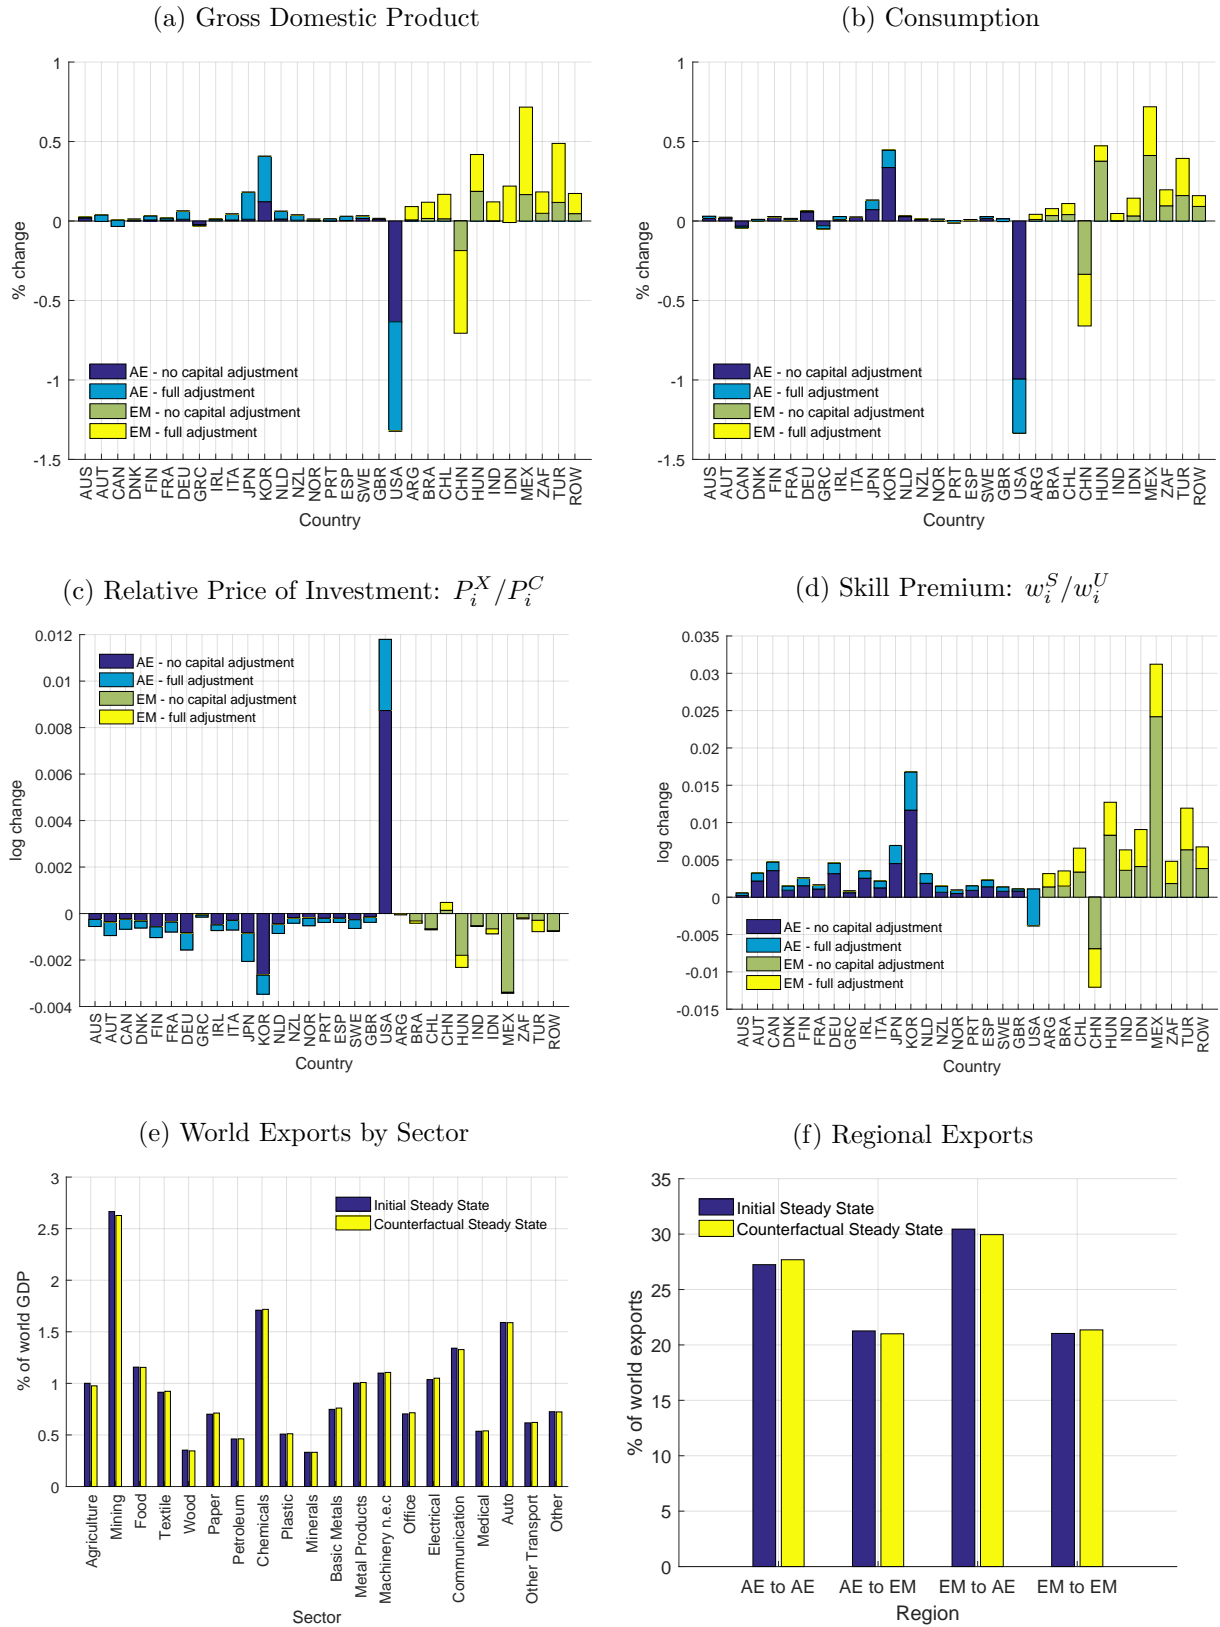 (a) Gross Domestic Product
1
0.5
0
-0.5
-1
-1.5
% change
AE - no capital adjustment
AE - full adjustment
EM - no capital adjustment
EM - full adjustment
AUS AUT CAN DNK FIN FRA DEU GRC IRL ITA JPN KOR NLD NZL NOR PRT ESP SWE GBR USA ARG BRA CHL CHN HUN IND IDN MEX ZAF TUR ROW
Country
(b) Consumption
1
0.5
0
-0.5
-1
-1.5
% change
AE - no capital adjustment
AE - full adjustment
EM - no capital adjustment
EM - full adjustment
AUS AUT CAN DNK FIN FRA DEU GRC IRL ITA JPN KOR NLD NZL NOR PRT ESP SWE GBR USA ARG BRA CHL CHN HUN IND IDN MEX ZAF TUR ROW
Country
(c) Relative Price of Investment: P_i^X/P_i^C
0.012
0.01
0.008
0.006
0.004
0.002
0
-0.002
-0.004
log change
AE - no capital adjustment
AE - full adjustment
EM - no capital adjustment
EM - full adjustment
AUS AUT CAN DNK FIN FRA DEU GRC IRL ITA JPN KOR NLD NZL NOR PRT ESP SWE GBR USA ARG BRA CHL CHN HUN IND IDN MEX ZAF TUR ROW
Country
(d) Skill Premium: w_i^S/w_i^U
0.035
0.03
0.025
0.02
0.015
0.01
0.005
0
-0.005
-0.01
-0.015
log change
AE - no capital adjustment
AE - full adjustment
EM - no capital adjustment
EM - full adjustment
AUS AUT CAN DNK FIN FRA DEU GRC IRL ITA JPN KOR NLD NZL NOR PRT ESP SWE GBR USA ARG BRA CHL CHN HUN IND IDN MEX ZAF TUR ROW
Country
(e) World Exports by Sector
3
2.5
2
1.5
1
0.5
0
% of world GDP
Initial Steady State
Counterfactual Steady State
Agriculture
Mining
Food
Textile
Wood
Paper
Petroleum
Chemicals
Plastic
Minerals
Basic Metals
Metal Products
Machinery n.e.c
Office
Electrical
Communication
Medical
Auto
Other Transport
Other
Sector
(f) Regional Exports
35
30
25
20
15
10
5
0
% of world exports
Initial Steady State
Counterfactual Steady State
AE to AE AE to EM EM to AE EM to EM
Region